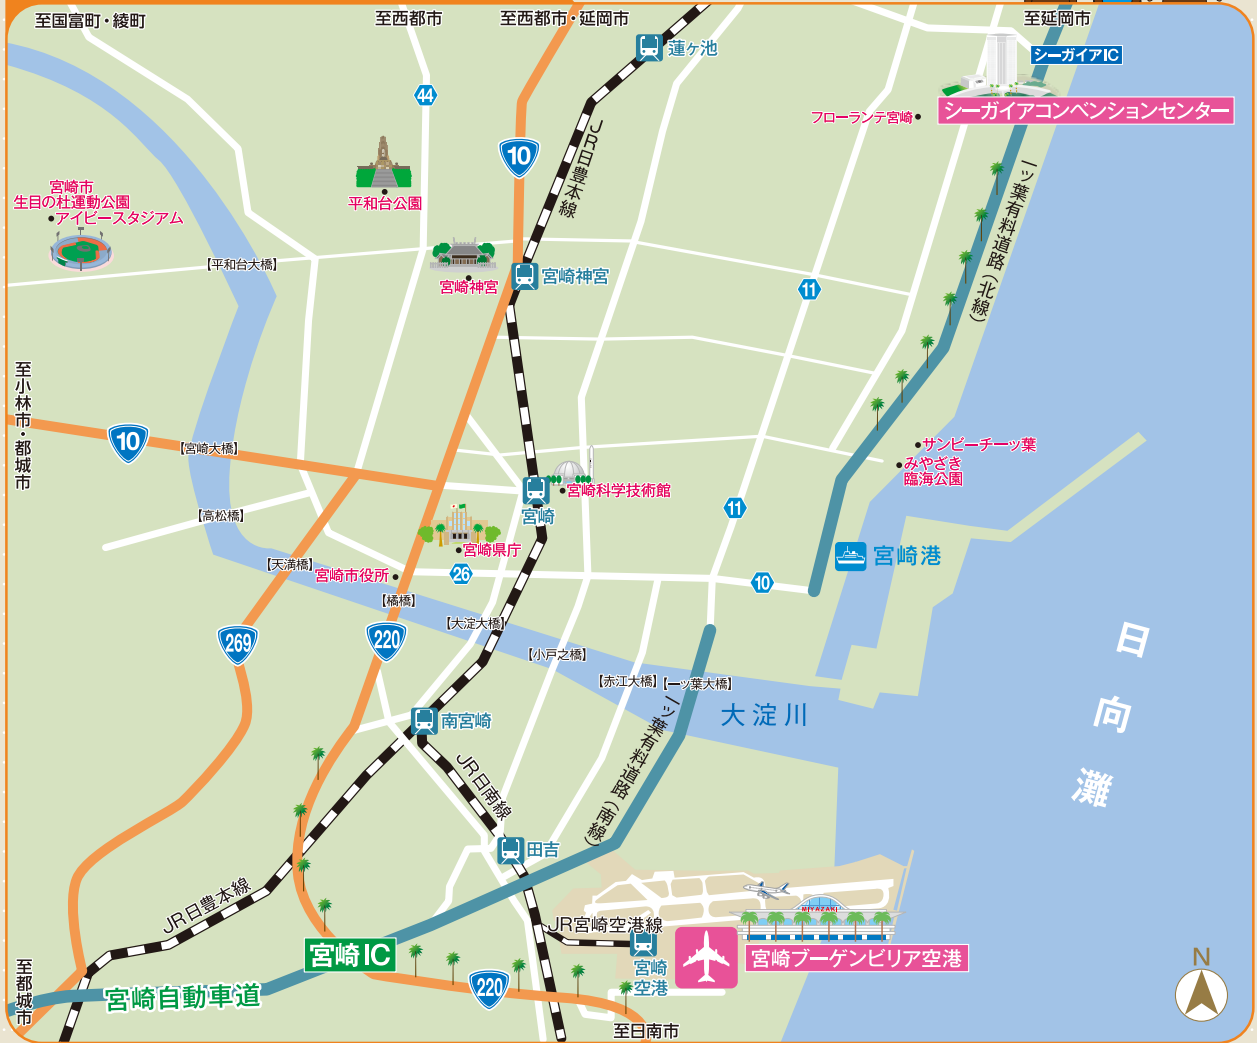 至国富町・綾町
至西都市
至西都市・延岡市
至延岡市
シーガイアIC
蓮ヶ池
44
10
JR日豊本線
フローランテ宮崎
シーガイアコンベンションセンター
宮崎市
生目の杜運動公園
アイビースタジアム
平和台公園
一ッ葉有料道路(北線)
【平和台大橋】
宮崎神宮
宮崎神宮
11
至小林市・都城市
10
【宮崎大橋】
サンビーチ一ッ葉
みやざき
臨海公園
宮崎科学技術館
宮崎
11
【高松橋】
宮崎県庁
宮崎港
【天満橋】
宮崎市役所
26
10
【橘橋】
【大淀大橋】
269
220
【小戸之橋】
【赤江大橋】
【一ッ葉大橋】
日向灘
大淀川
南宮崎
一ッ葉有料道路(南線)
JR日南線
田吉
JR日豊本線
MIYAZAKI
JR宮崎空港線
宮崎IC
宮崎
空港
宮崎ブーゲンビリア空港
N
至都城市
宮崎自動車道
220
至日南市